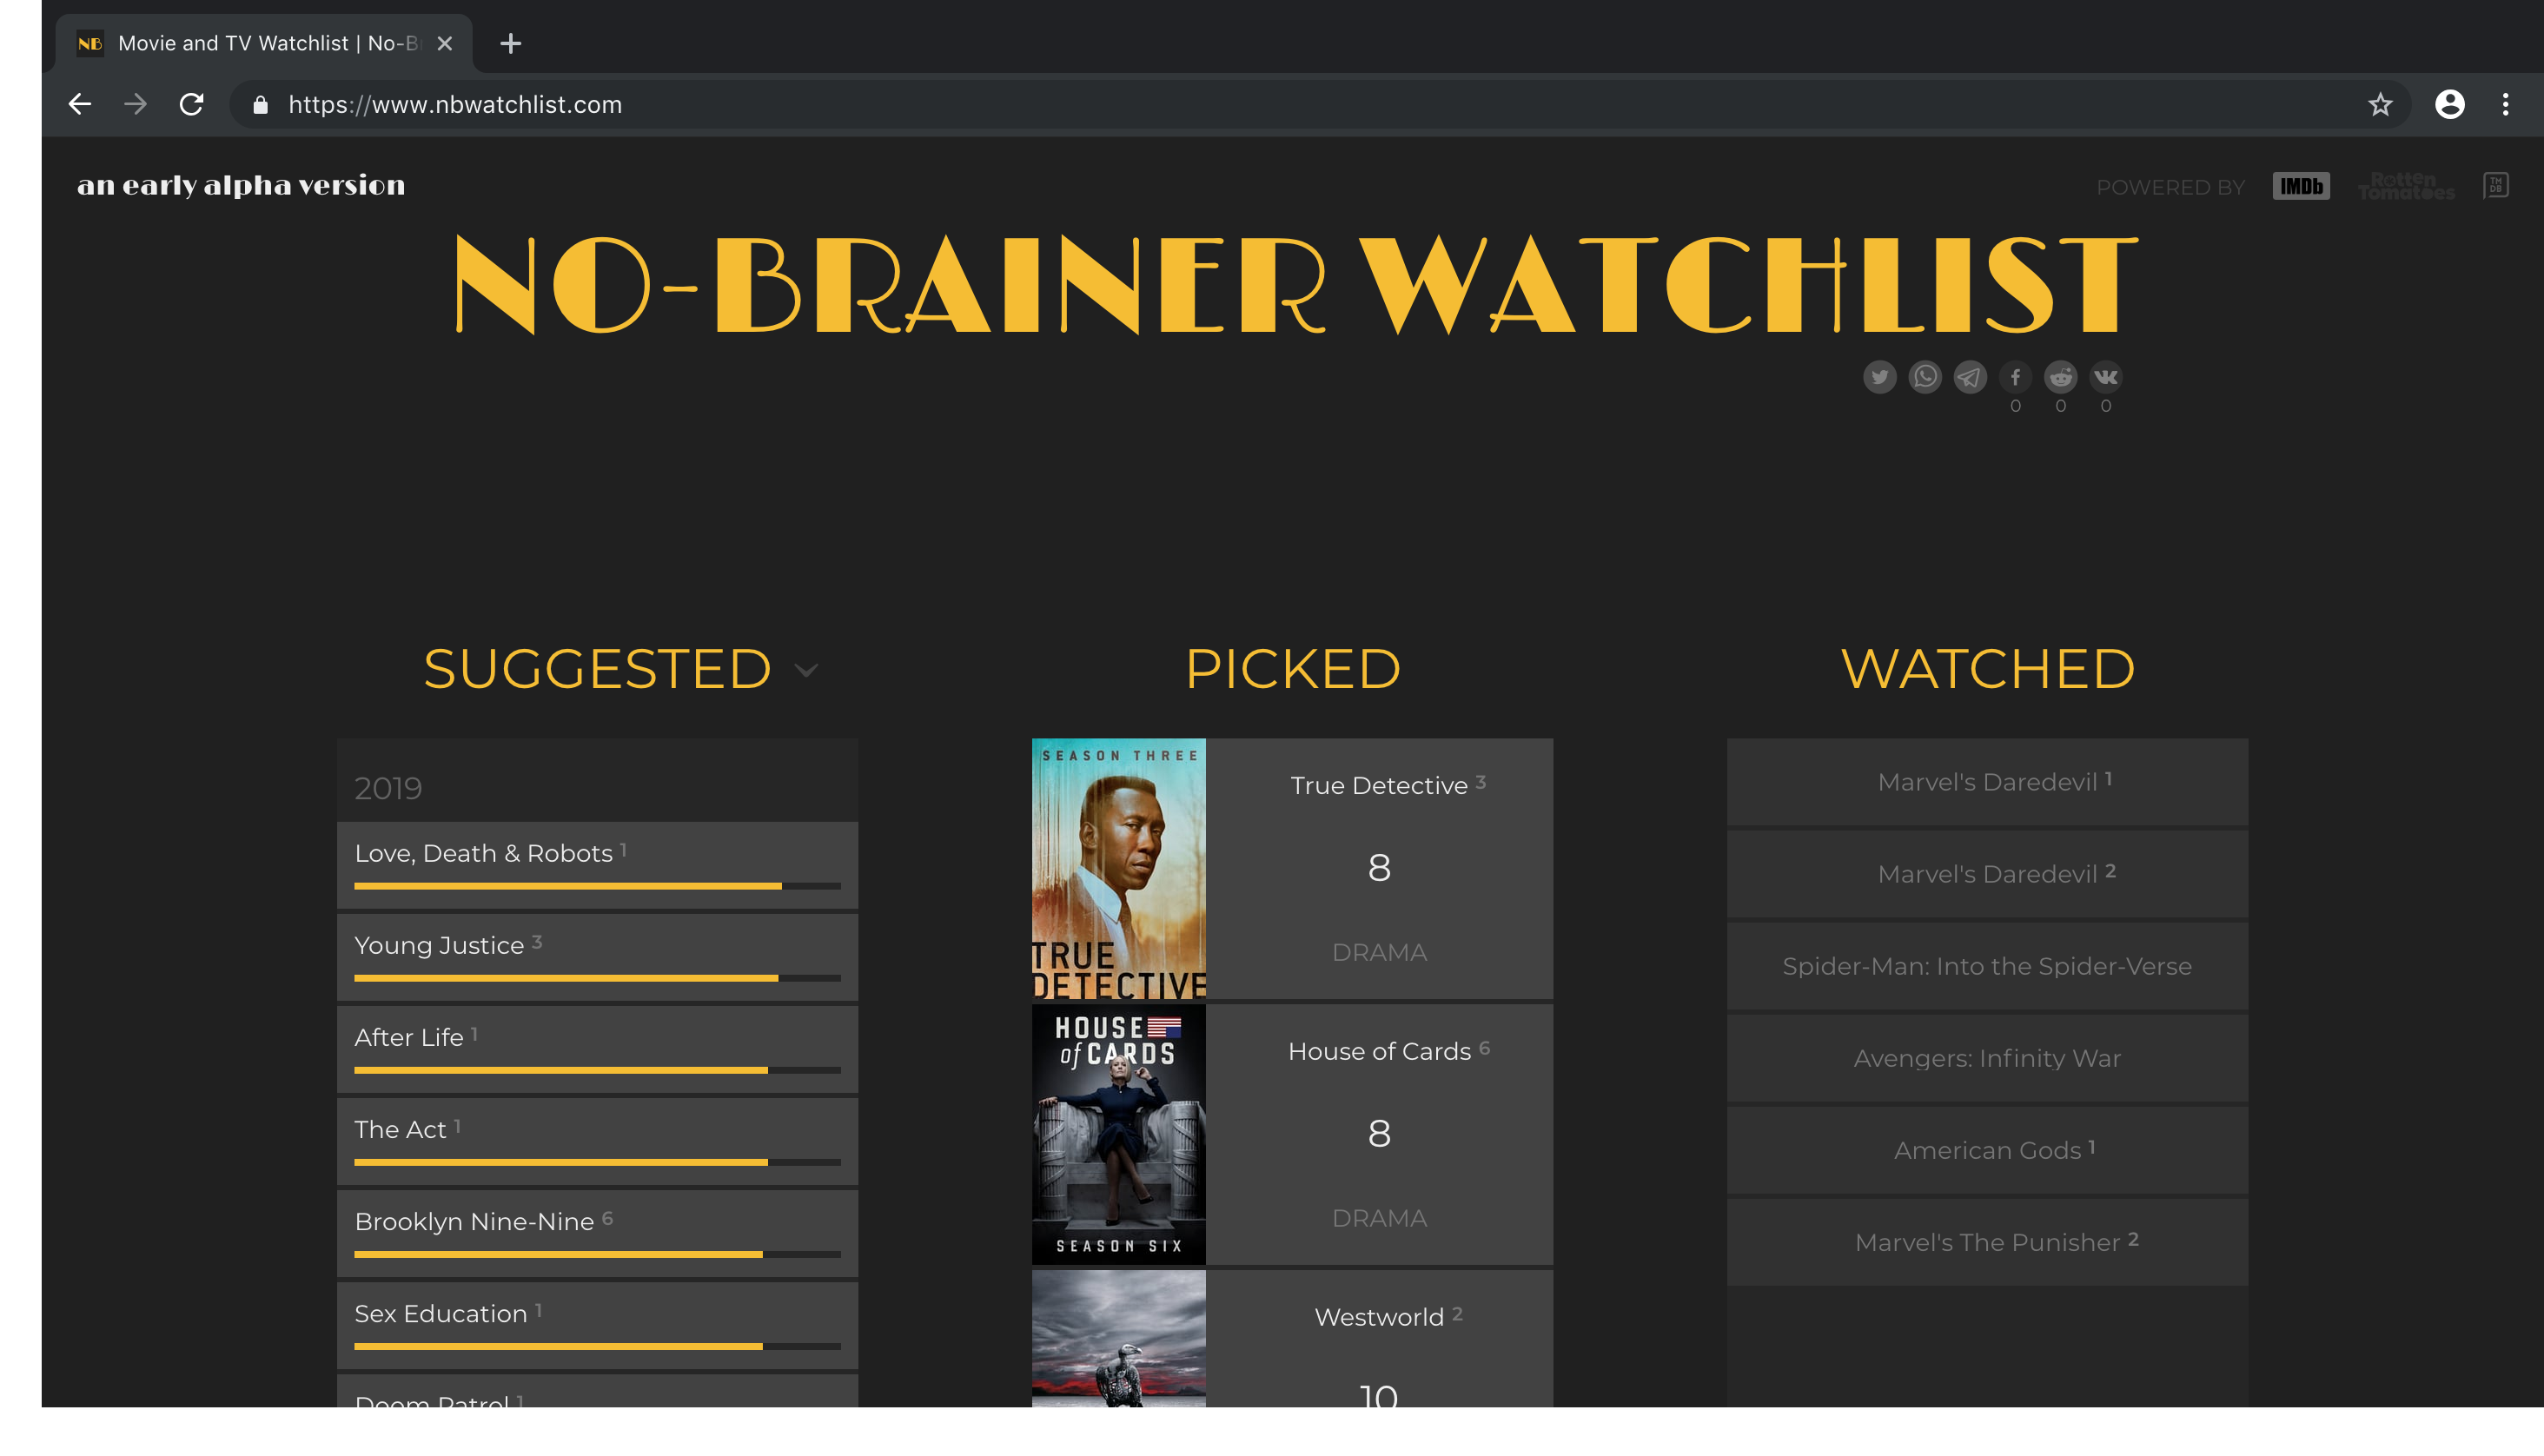 NB Movie and TV Watchlist | No-B
https://www.nbwatchlist.com
an early alpha version
POWERED BY IMDb Rotten Tomatoes TMDB
NO-BRAINER WATCHLIST
0 0 0
SUGGESTED
2019
Love, Death & Robots 1
Young Justice 3
After Life 1
The Act 1
Brooklyn Nine-Nine 6
Sex Education 1
Doom Patrol 1
PICKED
SEASON THREE
TRUE
DETECTIVE
True Detective 3
8
DRAMA
HOUSE
of CARDS
SEASON SIX
House of Cards 6
8
DRAMA
Westworld 2
10
WATCHED
Marvel's Daredevil 1
Marvel's Daredevil 2
Spider-Man: Into the Spider-Verse
Avengers: Infinity War
American Gods 1
Marvel's The Punisher 2